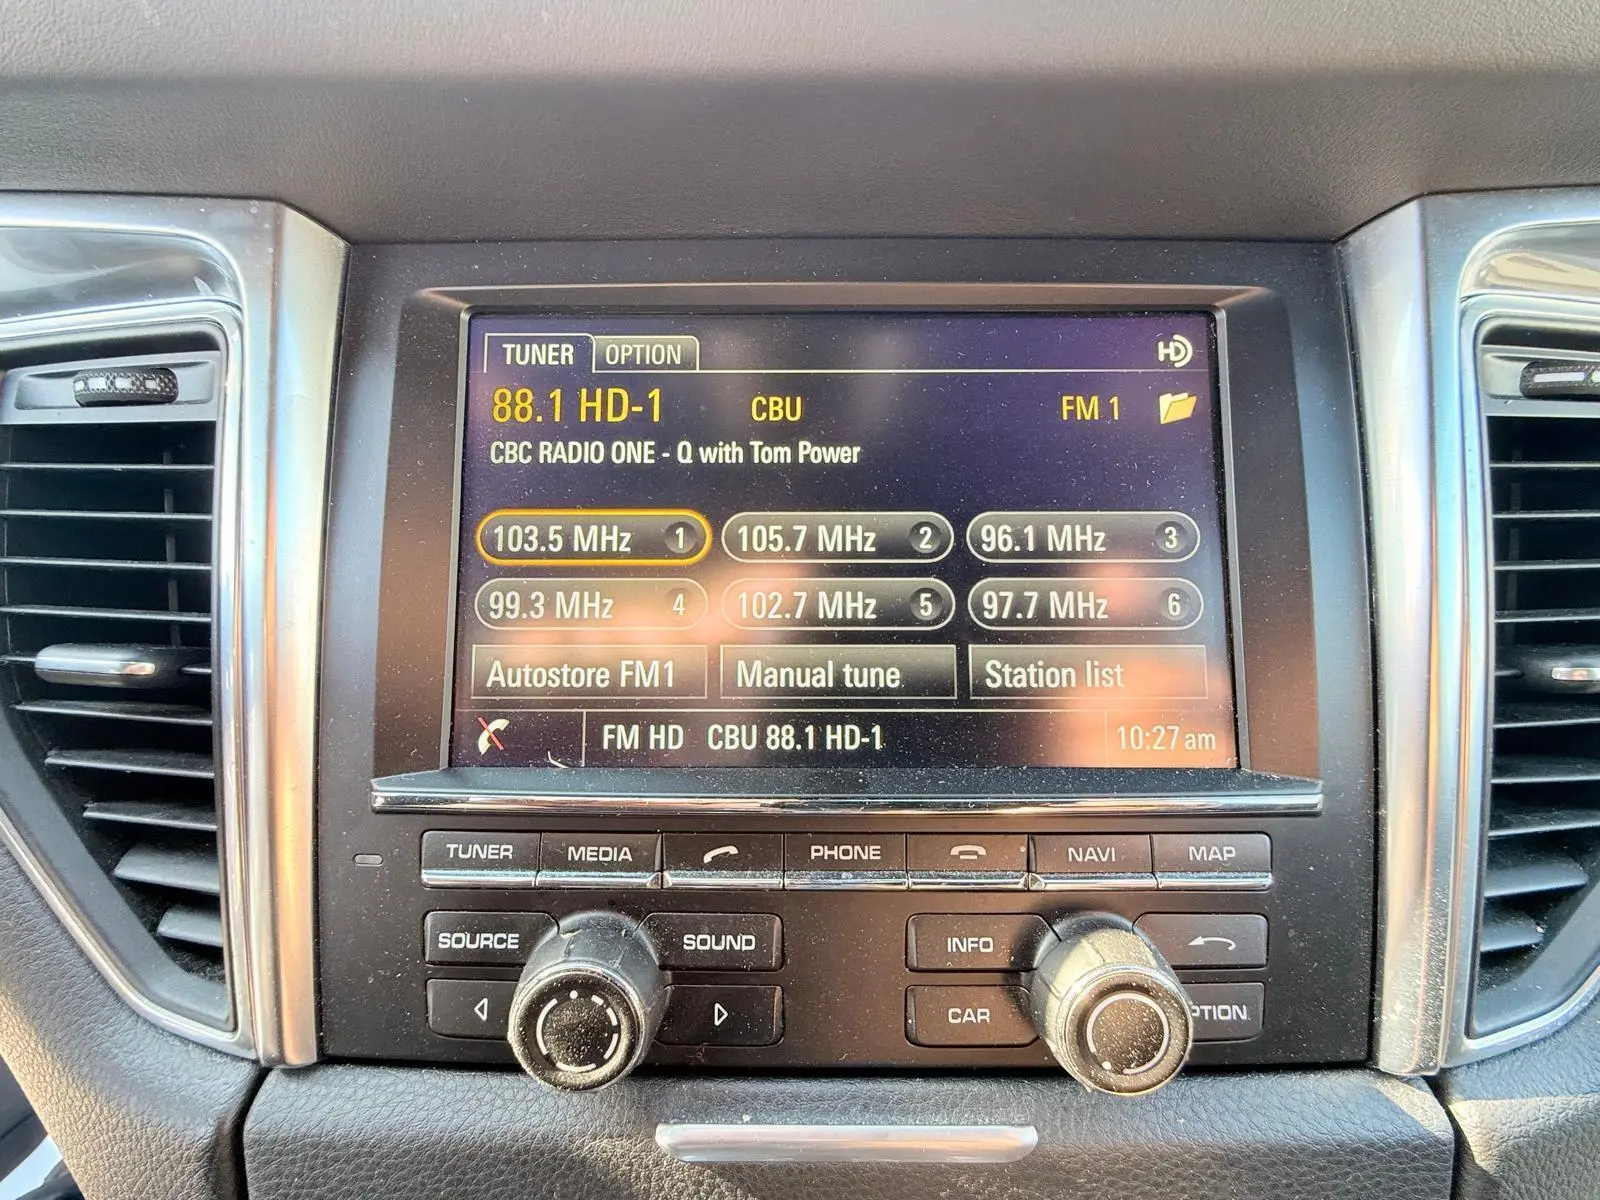 TUNER OPTION HD
88.1 HD-1 CBU FM 1
CBC RADIO ONE - Q with Tom Power
103.5 MHz 1 105.7 MHz 2 96.1 MHz 3
99.3 MHz 4 102.7 MHz 5 97.7 MHz 6
Autostore FM1 Manual tune Station list
FM HD CBU 88.1 HD-1 10:27 am
TUNER MEDIA PHONE NAVI MAP
SOURCE SOUND INFO
CAR PTION